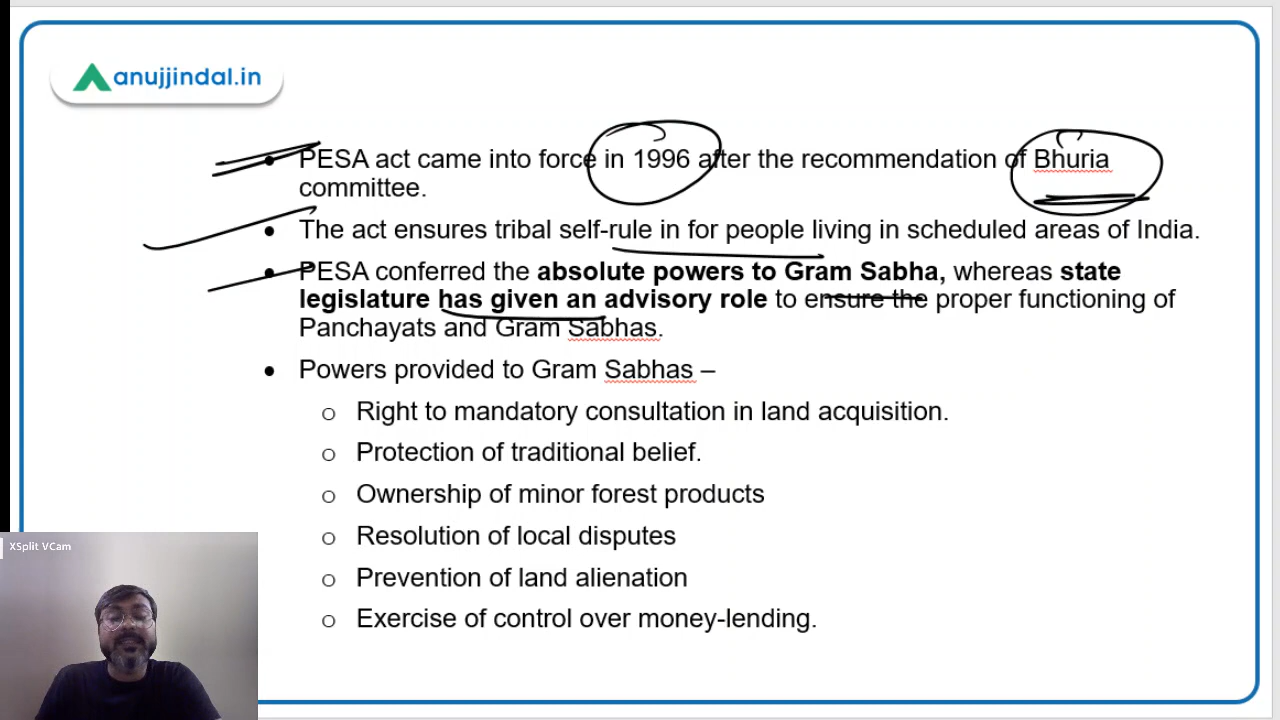 anujjindal.in
● PESA act came into force in 1996 after the recommendation of Bhuria
committee.
● The act ensures tribal self-rule in for people living in scheduled areas of India.
● PESA conferred the absolute powers to Gram Sabha, whereas state
legislature has given an advisory role to ensure the proper functioning of
Panchayats and Gram Sabhas.
● Powers provided to Gram Sabhas –
o Right to mandatory consultation in land acquisition.
o Protection of traditional belief.
o Ownership of minor forest products
o Resolution of local disputes
o Prevention of land alienation
o Exercise of control over money-lending.
XSplit VCam